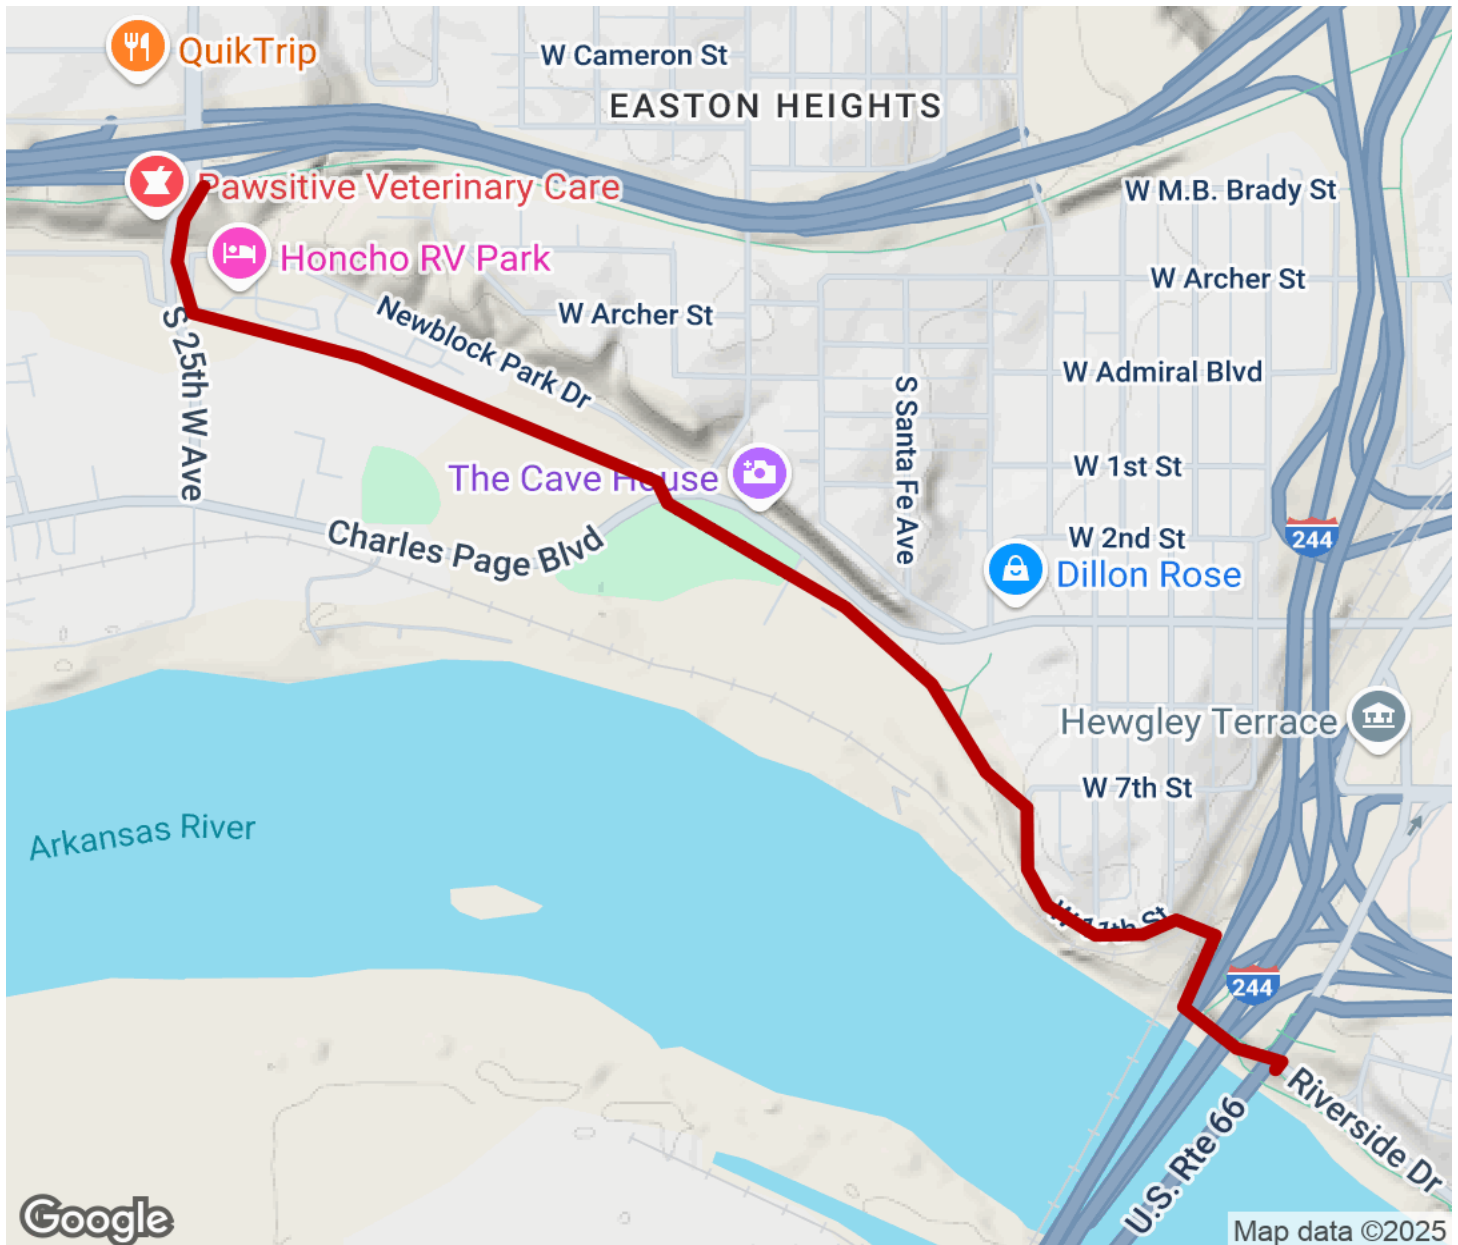 QuikTrip
W Cameron St
EASTON HEIGHTS
Pawsitive Veterinary Care
W M.B. Brady St
Honcho RV Park
W Archer St
Newblock Park Dr
W Archer St
S 25th W Ave
W Admiral Blvd
S Santa Fe Ave
W 1st St
The Cave House
Charles Page Blvd
W 2nd St
244
Dillon Rose
Hewgley Terrace
W 7th St
Arkansas River
W 11th St
244
Riverside Dr
U.S. Rte 66
Google
Map data ©2025